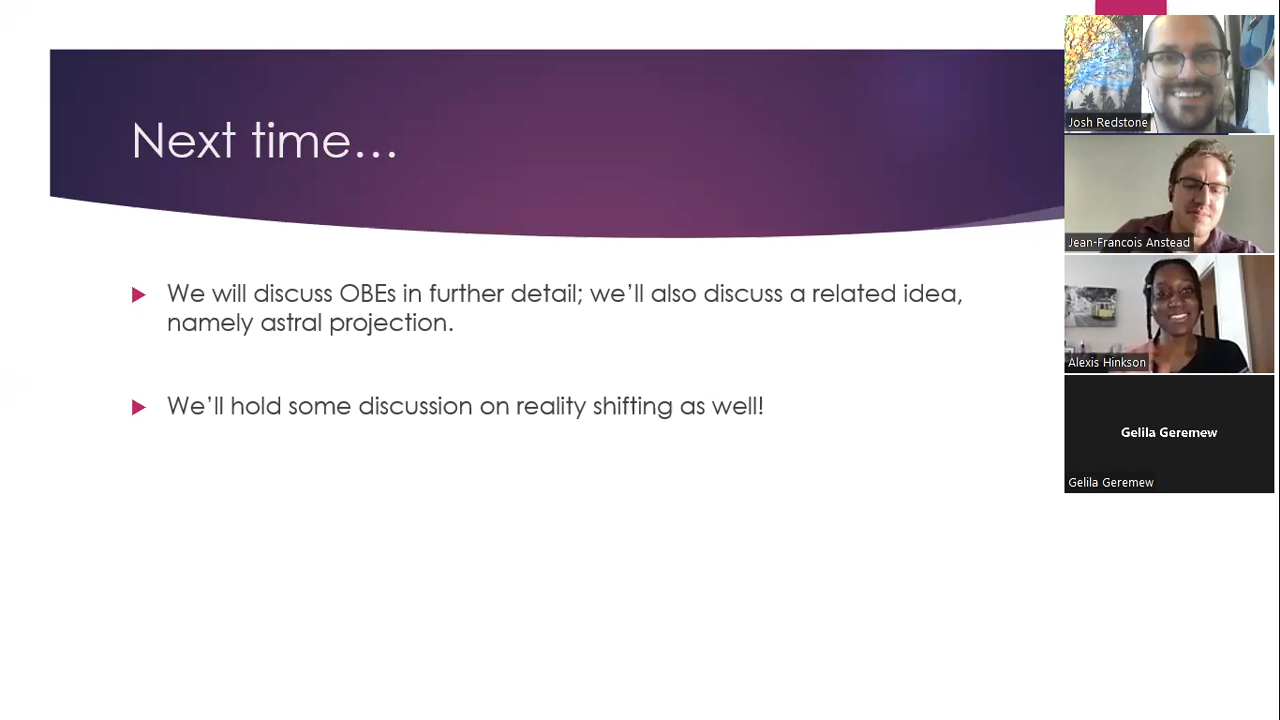 Next time…
We will discuss OBEs in further detail; we’ll also discuss a related idea,
namely astral projection.
We’ll hold some discussion on reality shifting as well!
Josh Redstone
Jean-Francois Anstead
Alexis Hinkson
Gelila Geremew
Gelila Geremew